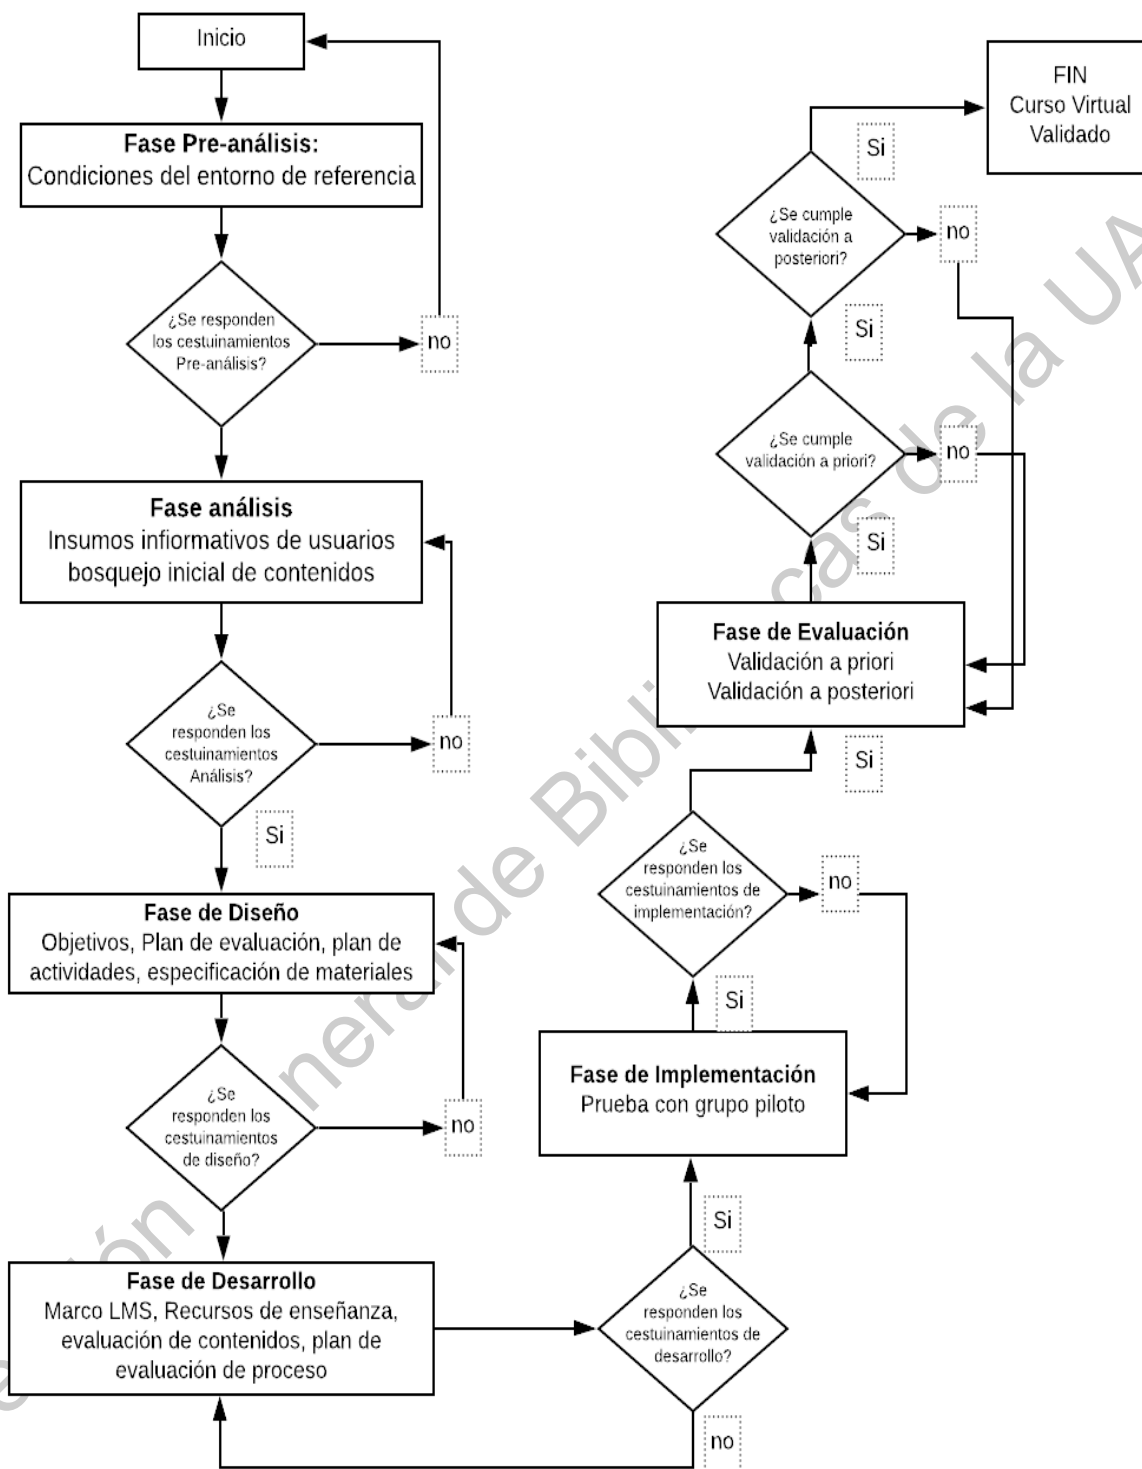 Inicio
Fase Pre-análisis:
Condiciones del entorno de referencia
¿Se responden
los cestuinamientos
Pre-análisis?
no
Fase análisis
Insumos infiormativos de usuarios
bosquejo inicial de contenidos
¿Se
responden los
cestuinamientos
Análisis?
no
Si
Fase de Diseño
Objetivos, Plan de evaluación, plan de
actividades, especificación de materiales
¿Se
responden los
cestuinamientos
de diseño?
no
Fase de Desarrollo
Marco LMS, Recursos de enseñanza,
evaluación de contenidos, plan de
evaluación de proceso
¿Se
responden los
cestuinamientos de
desarrollo?
no
Si
Fase de Implementación
Prueba con grupo piloto
Si
¿Se
responden los
cestuinamientos de
implementación?
no
Si
Fase de Evaluación
Validación a priori
Validación a posteriori
Si
¿Se cumple
validación a priori?
no
Si
¿Se cumple
validación a
posteriori?
no
Si
FIN
Curso Virtual
Validado
de la UA